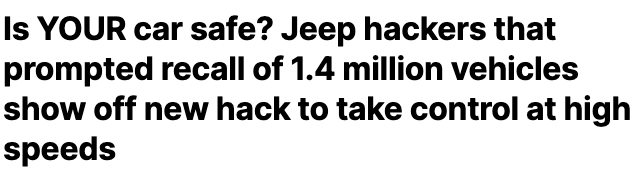 Is YOUR car safe? Jeep hackers that
prompted recall of 1.4 million vehicles
show off new hack to take control at high
speeds